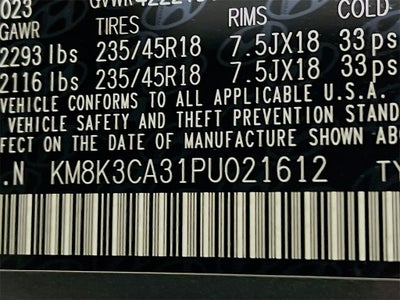 023 GVWR 4222 COLD
GAWR TIRES RIMS
2293 lbs 235/45R18 7.5JX18 33 ps
2116 lbs 235/45R18 7.5JX18 33 ps
VEHICLE CONFORMS TO ALL APPLICABLE U.S.A.
VEHICLE SAFETY AND THEFT PREVENTION STAND
FECT ON THE DATE OF MANUFACTURE SHOWN ABO
.N KM8K3CA31PU021612 TY